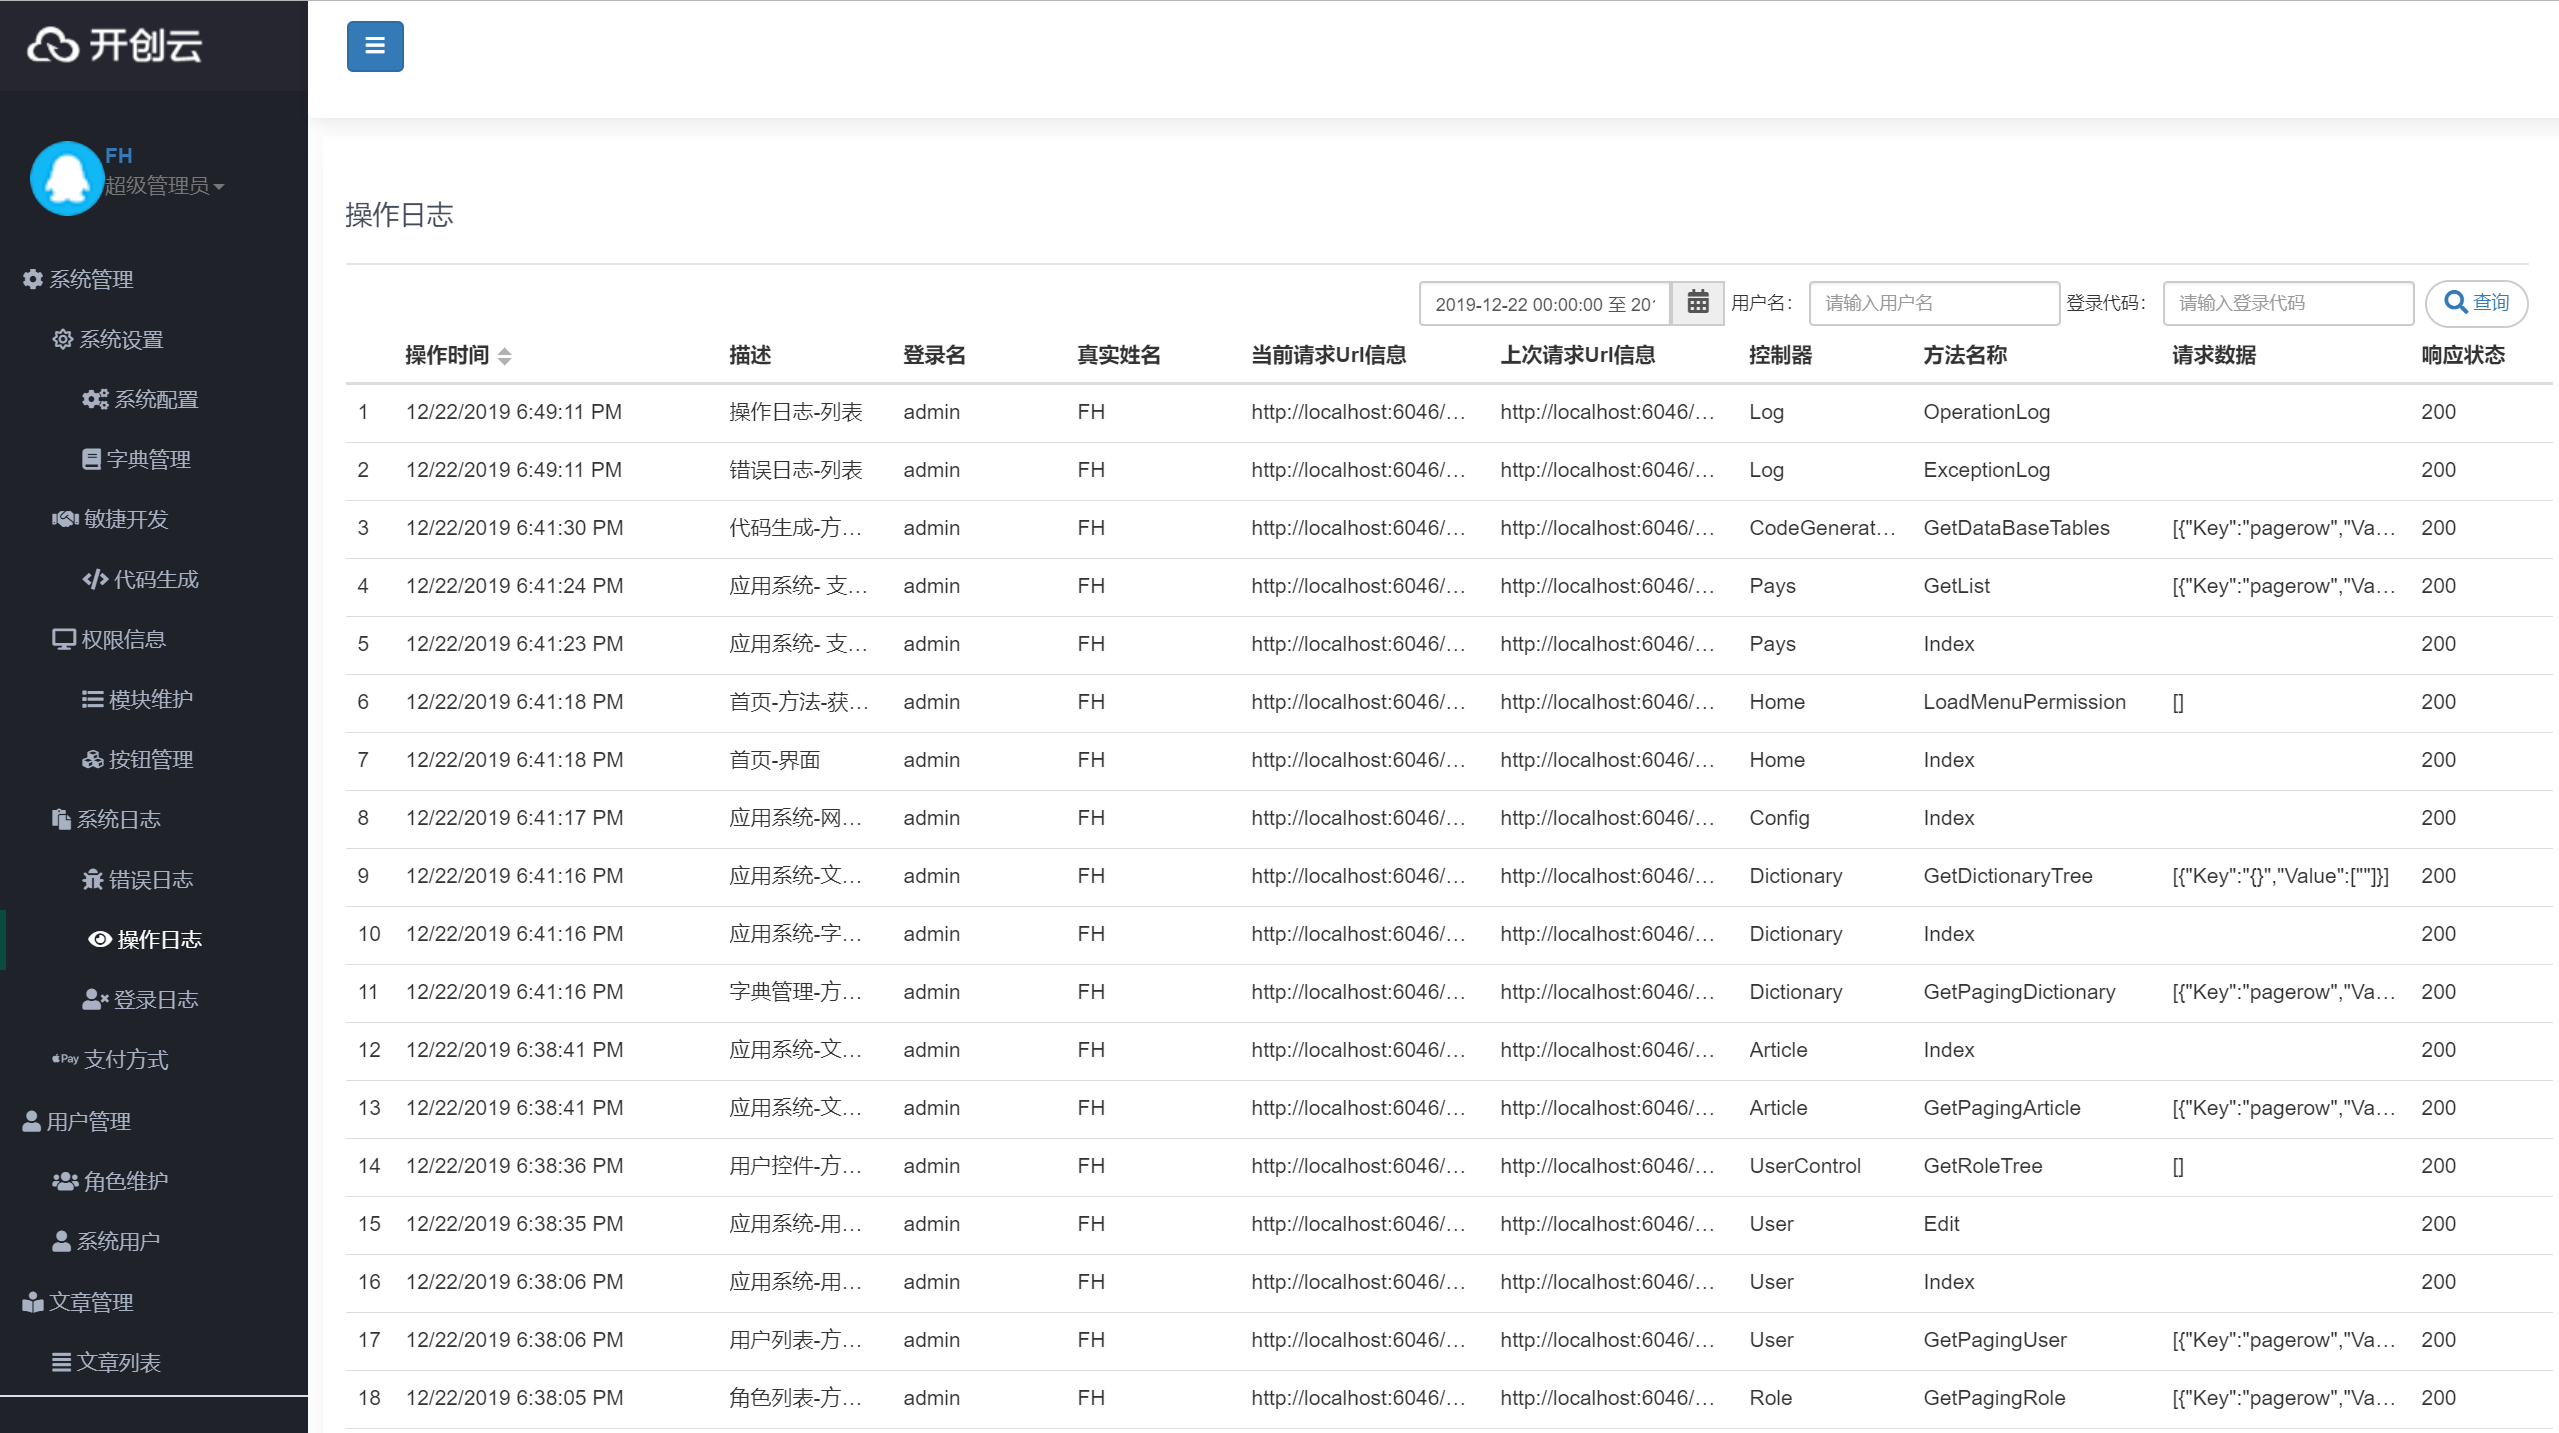 开创云
FH
超级管理员
系统管理
系统设置
系统配置
字典管理
敏捷开发
代码生成
权限信息
模块维护
按钮管理
系统日志
错误日志
操作日志
登录日志
Pay 支付方式
用户管理
角色维护
系统用户
文章管理
文章列表
操作日志
2019-12-22 00:00:00 至 20 用户名： 请输入用户名 登录代码： 请输入登录代码 查询
操作时间 描述 登录名 真实姓名 当前请求Url信息 上次请求Url信息 控制器 方法名称 请求数据 响应状态
1 12/22/2019 6:49:11 PM 操作日志-列表 admin FH http://localhost:6046/… http://localhost:6046/… Log OperationLog 200
2 12/22/2019 6:49:11 PM 错误日志-列表 admin FH http://localhost:6046/… http://localhost:6046/… Log ExceptionLog 200
3 12/22/2019 6:41:30 PM 代码生成-方… admin FH http://localhost:6046/… http://localhost:6046/… CodeGenerat… GetDataBaseTables [{"Key":"pagerow","Va… 200
4 12/22/2019 6:41:24 PM 应用系统- 支… admin FH http://localhost:6046/… http://localhost:6046/… Pays GetList [{"Key":"pagerow","Va… 200
5 12/22/2019 6:41:23 PM 应用系统- 支… admin FH http://localhost:6046/… http://localhost:6046/… Pays Index 200
6 12/22/2019 6:41:18 PM 首页-方法-获… admin FH http://localhost:6046/… http://localhost:6046/… Home LoadMenuPermission [] 200
7 12/22/2019 6:41:18 PM 首页-界面 admin FH http://localhost:6046/… http://localhost:6046/… Home Index 200
8 12/22/2019 6:41:17 PM 应用系统-网… admin FH http://localhost:6046/… http://localhost:6046/… Config Index 200
9 12/22/2019 6:41:16 PM 应用系统-文… admin FH http://localhost:6046/… http://localhost:6046/… Dictionary GetDictionaryTree [{"Key":"{}","Value":[""]}] 200
10 12/22/2019 6:41:16 PM 应用系统-字… admin FH http://localhost:6046/… http://localhost:6046/… Dictionary Index 200
11 12/22/2019 6:41:16 PM 字典管理-方… admin FH http://localhost:6046/… http://localhost:6046/… Dictionary GetPagingDictionary [{"Key":"pagerow","Va… 200
12 12/22/2019 6:38:41 PM 应用系统-文… admin FH http://localhost:6046/… http://localhost:6046/… Article Index 200
13 12/22/2019 6:38:41 PM 应用系统-文… admin FH http://localhost:6046/… http://localhost:6046/… Article GetPagingArticle [{"Key":"pagerow","Va… 200
14 12/22/2019 6:38:36 PM 用户控件-方… admin FH http://localhost:6046/… http://localhost:6046/… UserControl GetRoleTree [] 200
15 12/22/2019 6:38:35 PM 应用系统-用… admin FH http://localhost:6046/… http://localhost:6046/… User Edit 200
16 12/22/2019 6:38:06 PM 应用系统-用… admin FH http://localhost:6046/… http://localhost:6046/… User Index 200
17 12/22/2019 6:38:06 PM 用户列表-方… admin FH http://localhost:6046/… http://localhost:6046/… User GetPagingUser [{"Key":"pagerow","Va… 200
18 12/22/2019 6:38:05 PM 角色列表-方… admin FH http://localhost:6046/… http://localhost:6046/… Role GetPagingRole [{"Key":"pagerow","Va… 200